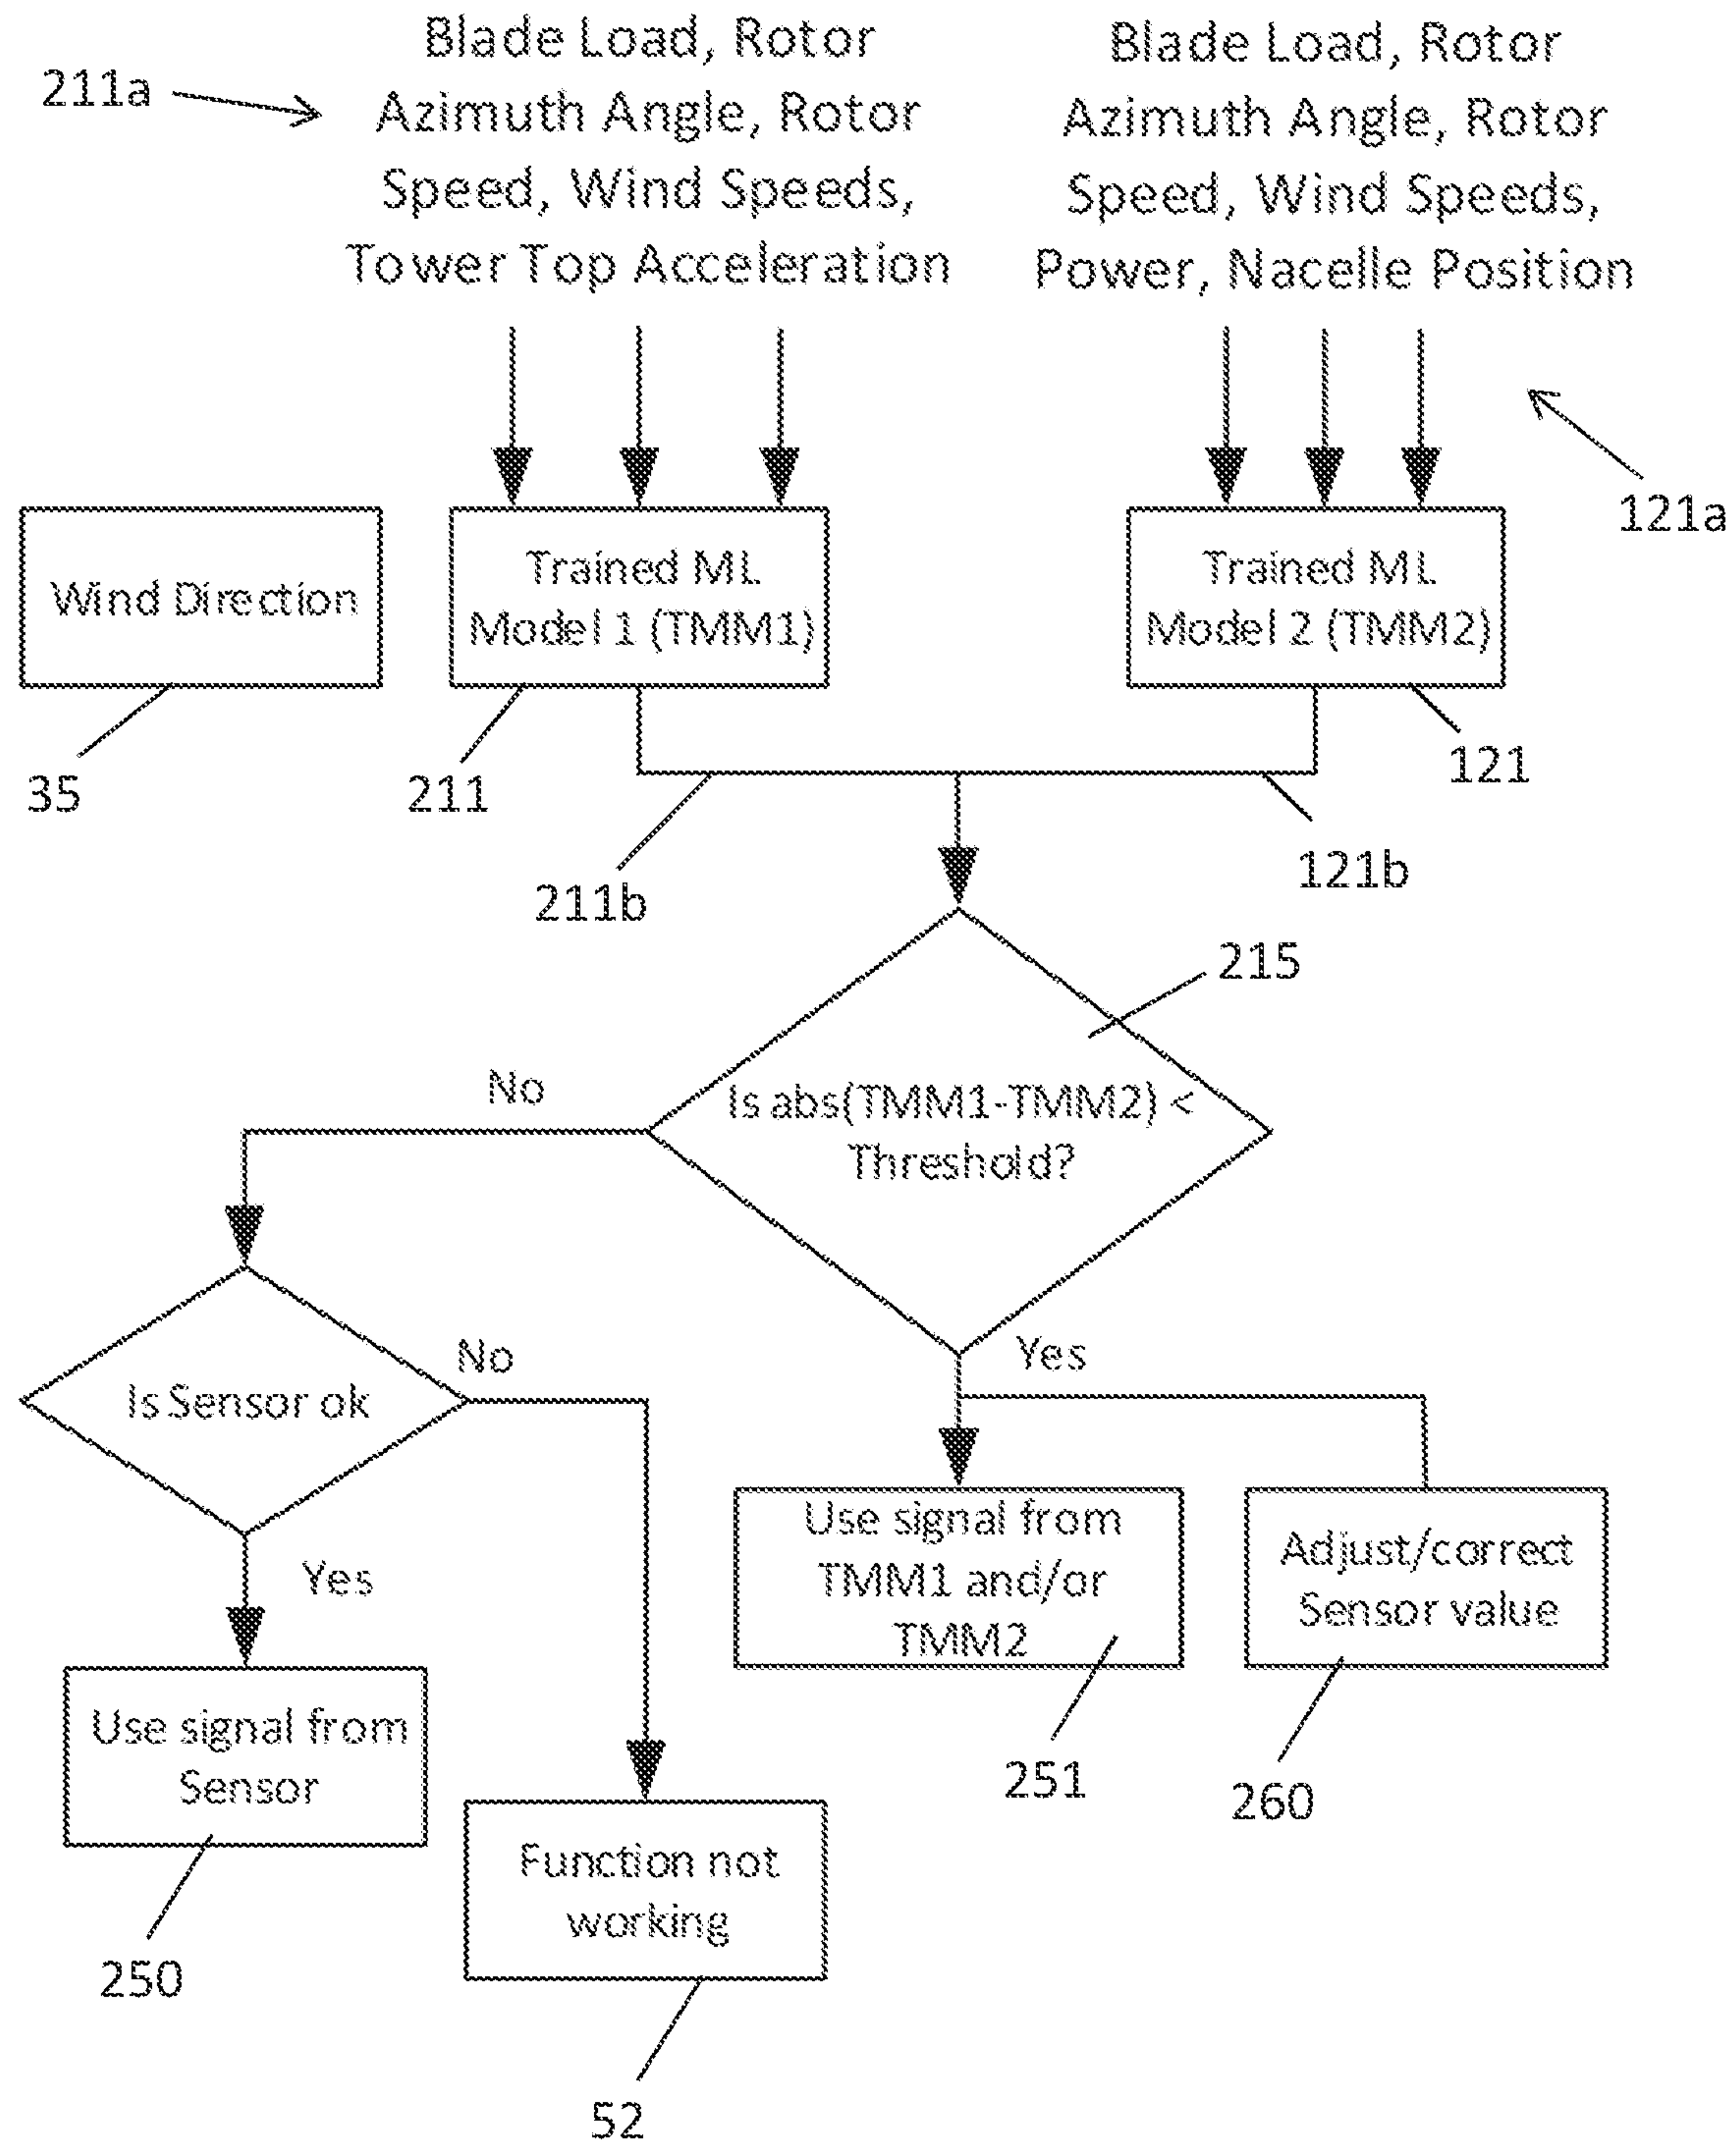 211a
Blade Load, Rotor
Azimuth Angle, Rotor
Speed, Wind Speeds,
Tower Top Acceleration
Blade Load, Rotor
Azimuth Angle, Rotor
Speed, Wind Speeds,
Power, Nacelle Position
121a
Wind Direction
Trained ML
Model 1 (TMM1)
Trained ML
Model 2 (TMM2)
35
211
121
211b
121b
215
Is abs(TMM1-TMM2) <
Threshold?
No
Yes
Is Sensor ok
No
Yes
Use signal from
TMM1 and/or
TMM2
Adjust/correct
Sensor value
251
260
Use signal from
Sensor
Function not
working
250
52